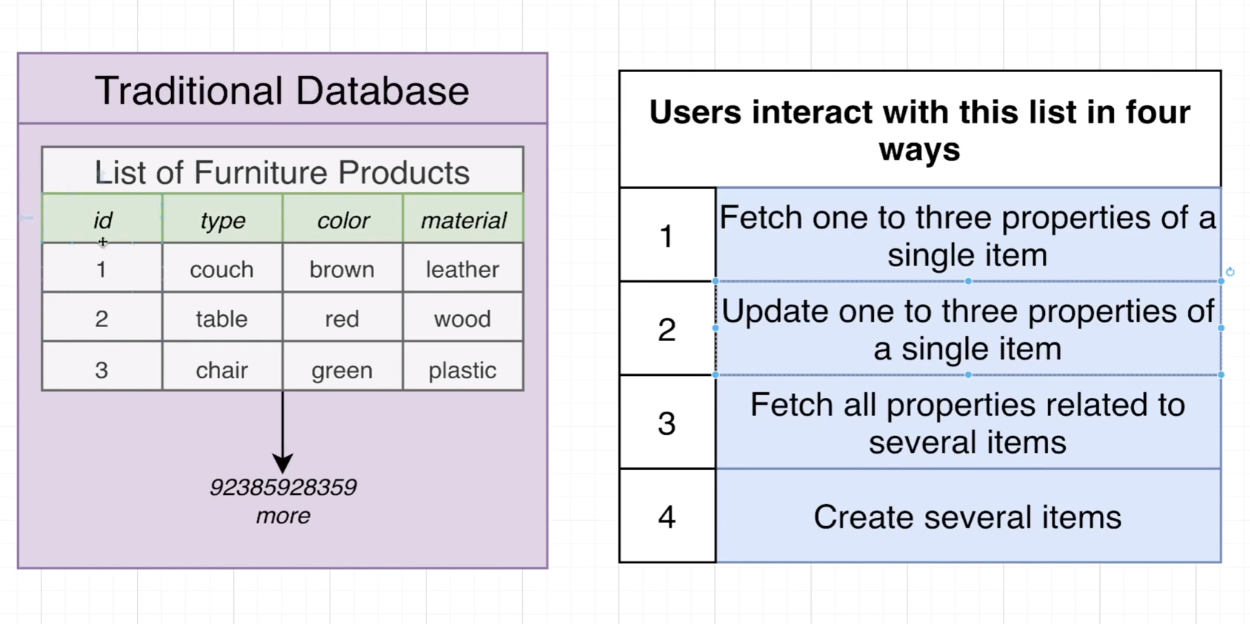 Traditional Database
List of Furniture Products
id type color material
1 couch brown leather
2 table red wood
3 chair green plastic
92385928359
more
Users interact with this list in four
ways
1
Fetch one to three properties of a
single item
2
Update one to three properties of
a single item
3
Fetch all properties related to
several items
4
Create several items